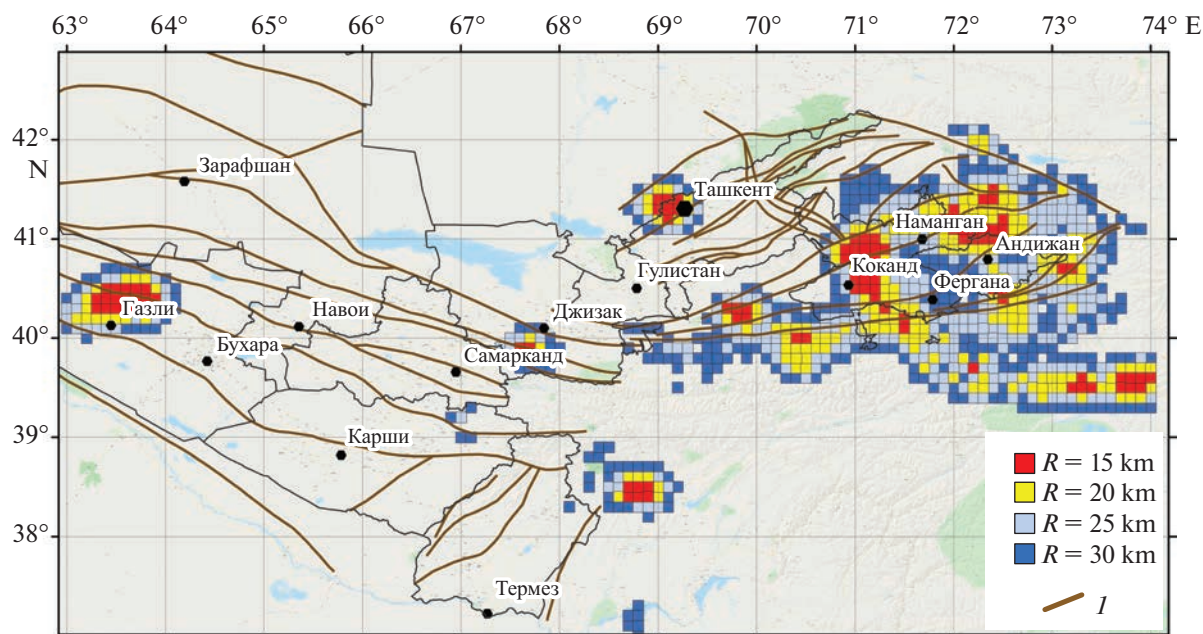 63° 64° 65° 66° 67° 68° 69° 70° 71° 72° 73° 74° E
42°
N
Зарафшан
Ташкент
41°
Наманган
Андижан
Гулистан
Коканд
Фергана
Газли
Навои
Джизак
40°
Бухара
Самарканд
39°
Карши
R = 15 km
R = 20 km
38°
R = 25 km
R = 30 km
Термез
1